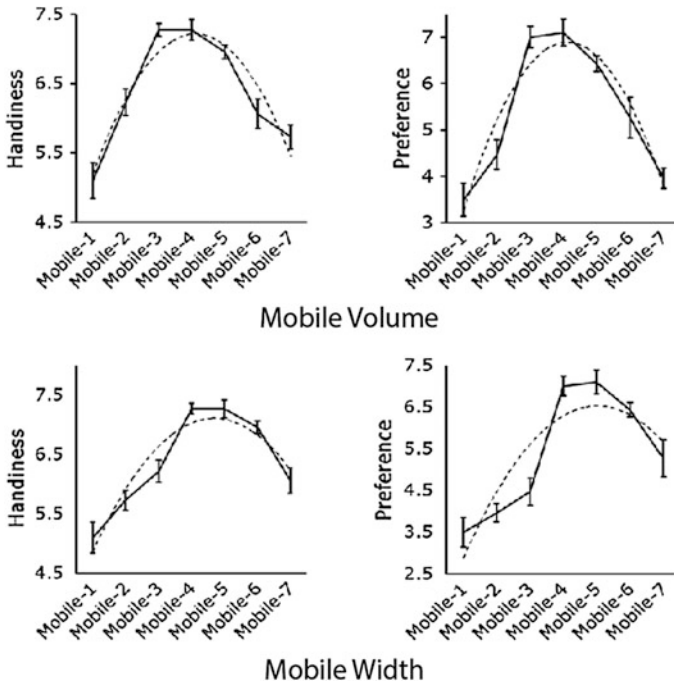 7.5
6.5
5.5
4.5
Handiness
Mobile-1
Mobile-2
Mobile-3
Mobile-4
Mobile-5
Mobile-6
Mobile-7
7
6
5
4
3
Preference
Mobile-1
Mobile-2
Mobile-3
Mobile-4
Mobile-5
Mobile-6
Mobile-7
Mobile Volume
7.5
6.5
5.5
4.5
Handiness
Mobile-1
Mobile-2
Mobile-3
Mobile-4
Mobile-5
Mobile-6
Mobile-7
7.5
6.5
5.5
4.5
3.5
2.5
Preference
Mobile-1
Mobile-2
Mobile-3
Mobile-4
Mobile-5
Mobile-6
Mobile-7
Mobile Width